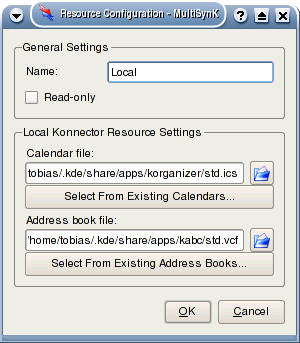 Resource Configuration - MultiSynK
General Settings
Name: Local
Read-only
Local Konnector Resource Settings
Calendar file:
tobias/.kde/share/apps/korganizer/std.ics
Select From Existing Calendars...
Address book file:
'home/tobias/.kde/share/apps/kabc/std.vcf
Select From Existing Address Books...
OK Cancel